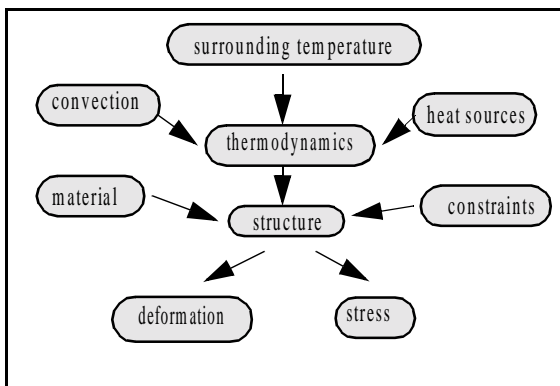 surrounding temperature
convection
heat sources
thermodynamics
material
constraints
structure
deformation
stress